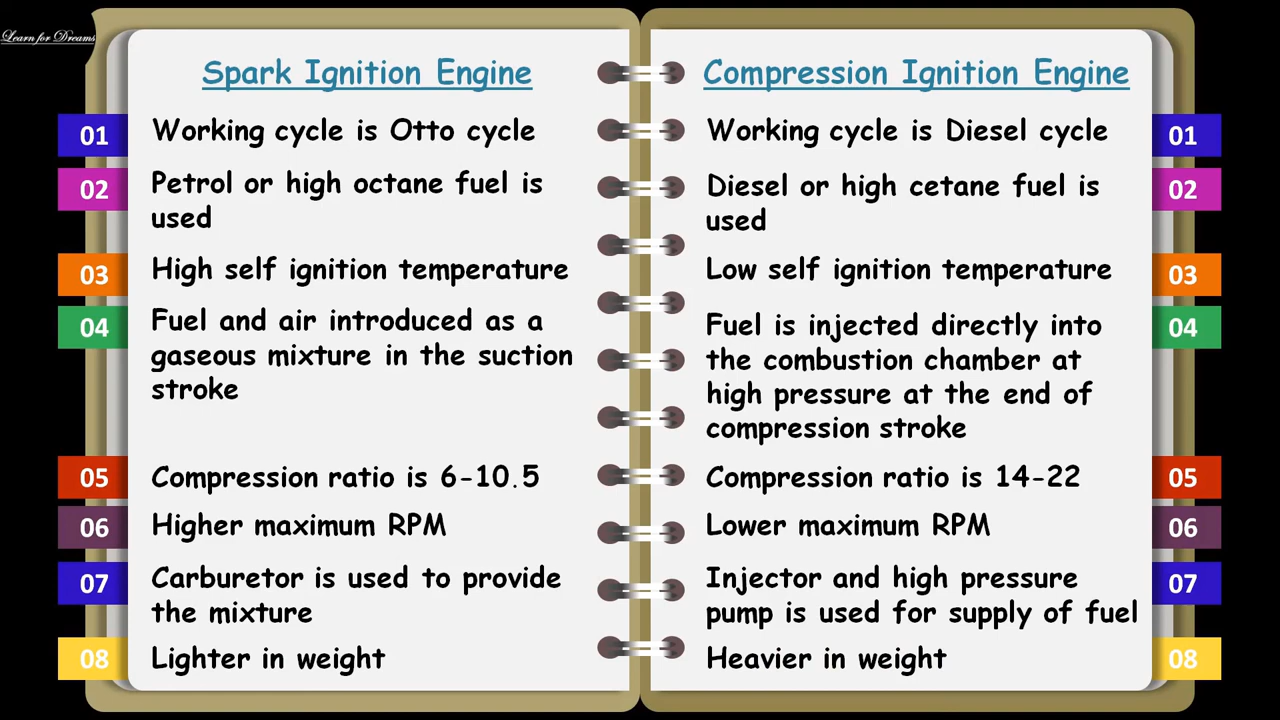 Learn for Dreams
Spark Ignition Engine
01 Working cycle is Otto cycle
02 Petrol or high octane fuel is
used
03 High self ignition temperature
04 Fuel and air introduced as a
gaseous mixture in the suction
stroke
05 Compression ratio is 6-10.5
06 Higher maximum RPM
07 Carburetor is used to provide
the mixture
08 Lighter in weight
Compression Ignition Engine
Working cycle is Diesel cycle 01
Diesel or high cetane fuel is 02
used
Low self ignition temperature 03
Fuel is injected directly into 04
the combustion chamber at
high pressure at the end of
compression stroke
Compression ratio is 14-22 05
Lower maximum RPM 06
Injector and high pressure 07
pump is used for supply of fuel
Heavier in weight 08